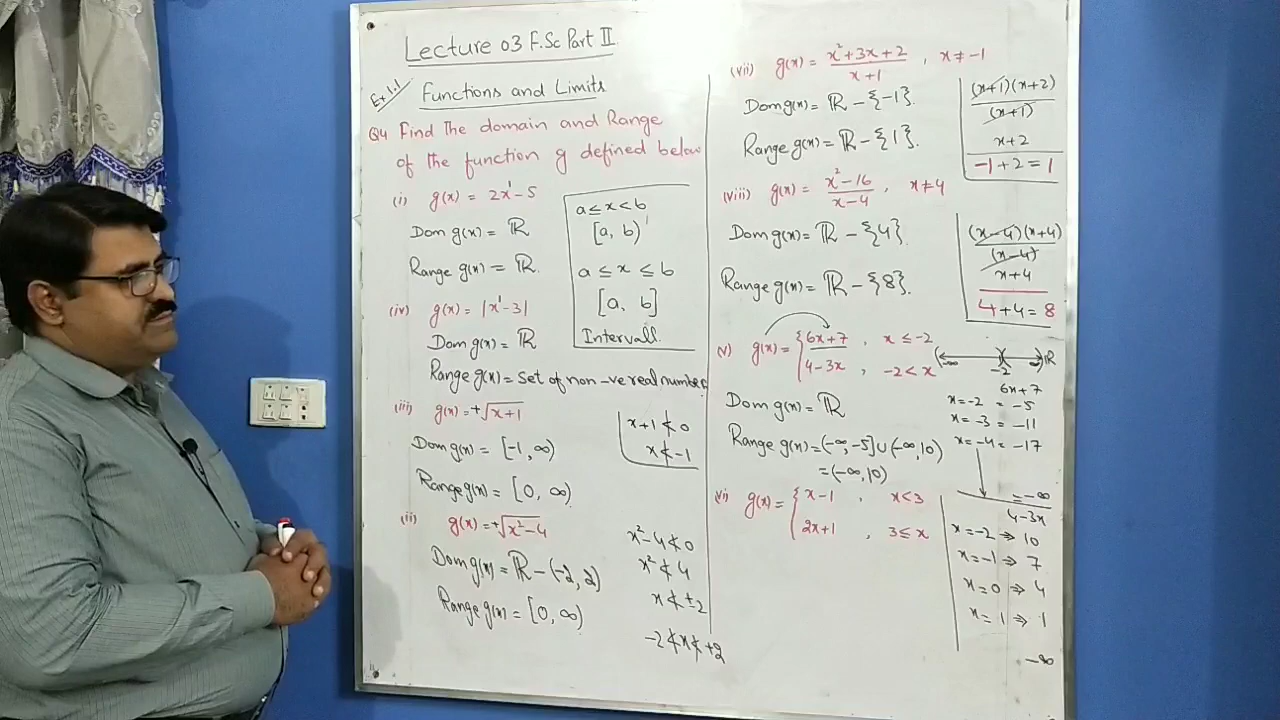 Lecture 03 F.Sc Part II
Ex 1.1
Functions and Limits
Q4 Find The domain and Range
of the function g defined below
(i) g(x) = 2x¹-5
Dom g(x) = ℝ
Range g(x) = ℝ.
(iv) g(x) = |x¹-3|
Dom g(x) = ℝ
Range g(x) = Set of non-ve real number
(iii) g(x) = +√(x+1)
Dom g(x) = [-1, ∞)
Range g(x) = [0, ∞)
(ii) g(x) = +√(x²-4)
Dom g(x) = ℝ - (-2, 2)
Range g(x) = [0, ∞)
a ≤ x < b
[a, b)
a ≤ x ≤ b
[a, b]
Intervall.
x+1 ≮ 0
x ≮ -1
x²-4 ≮ 0
x² ≮ 4
x ≮ ±2
-2 ≮ x ≮ +2
(vii) g(x) = (x²+3x+2)/(x+1) , x ≠ -1
Dom g(x) = ℝ - {-1}.
Range g(x) = ℝ - {1}.
(x+1)(x+2)
(x+1)
x+2
-1+2 = 1
(viii) g(x) = (x²-16)/(x-4) , x ≠ 4
Dom g(x) = ℝ - {4}.
Range g(x) = ℝ - {8}.
(x-4)(x+4)
(x-4)
x+4
4+4 = 8
(v) g(x) = { 6x+7 , x ≤ -2
4-3x , -2 < x
Dom g(x) = ℝ
Range g(x) = (-∞, -5] ∪ (-∞, 10)
= (-∞, 10)
(vi) g(x) = { x-1 , x < 3
2x+1 , 3 ≤ x
-∞ -2 ∞ ℝ
6x+7
x=-2 = -5
x=-3 = -11
x=-4 = -17
= -∞
4-3x
x=-2 ⇒ 10
x=-1 ⇒ 7
x=0 ⇒ 4
x=1 ⇒ 1
-∞